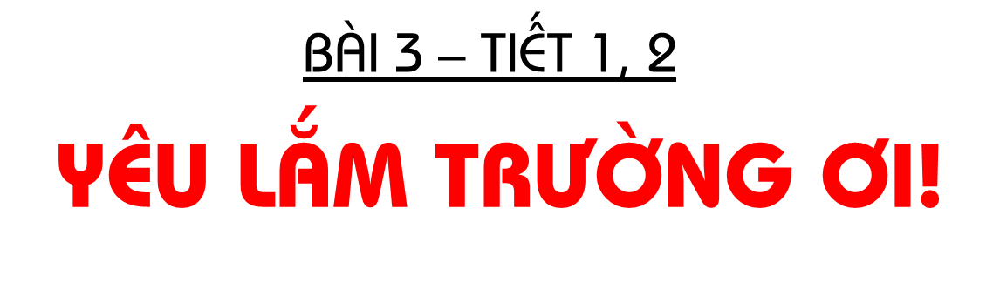 BÀI 3 – TIẾT 1, 2
YÊU LẮM TRƯỜNG ƠI!